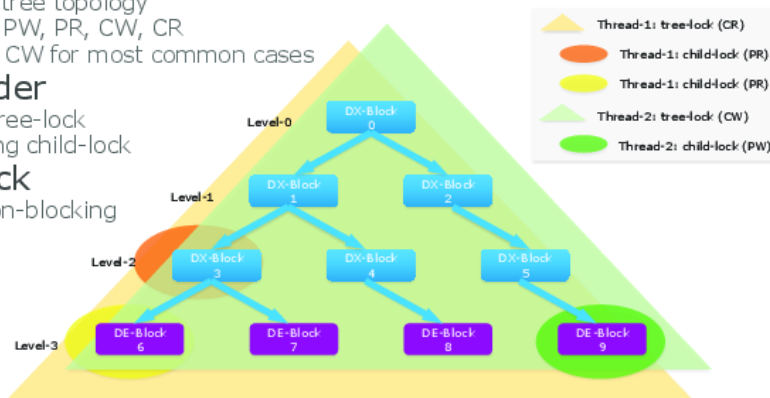 tree topology
PW, PR, CW, CR
CW for most common cases
der
ree-lock
ng child-lock
ck
n-blocking
Thread-1: tree-lock (CR)
Thread-1: child-lock (PR)
Thread-1: child-lock (PR)
Thread-2: tree-lock (CW)
Thread-2: child-lock (PW)
Level-0
DX-Block
0
Level-1
DX-Block
1
DX-Block
2
Level-2
DX-Block
3
DX-Block
4
DX-Block
5
Level-3
DE-Block
6
DE-Block
7
DE-Block
8
DE-Block
9